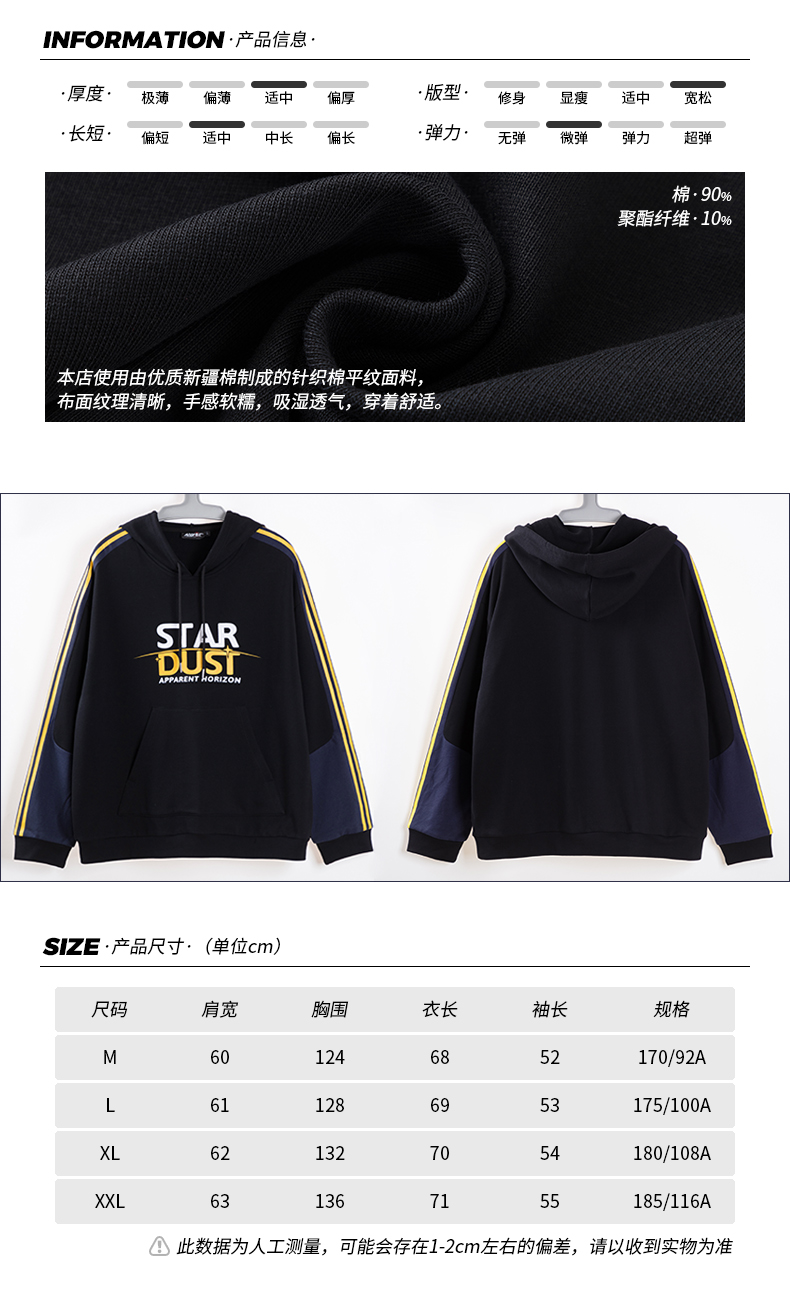 INFORMATION ·产品信息·
·厚度· 极薄 偏薄 适中 偏厚
·版型· 修身 显瘦 适中 宽松
·长短· 偏短 适中 中长 偏长
·弹力· 无弹 微弹 弹力 超弹
棉·90%
聚酯纤维·10%
本店使用由优质新疆棉制成的针织棉平纹面料，
布面纹理清晰，手感软糯，吸湿透气，穿着舒适。
STAR
DUST
APPARENT HORIZON
SIZE ·产品尺寸·（单位cm）
尺码 肩宽 胸围 衣长 袖长 规格
M 60 124 68 52 170/92A
L 61 128 69 53 175/100A
XL 62 132 70 54 180/108A
XXL 63 136 71 55 185/116A
此数据为人工测量，可能会存在1-2cm左右的偏差，请以收到实物为准